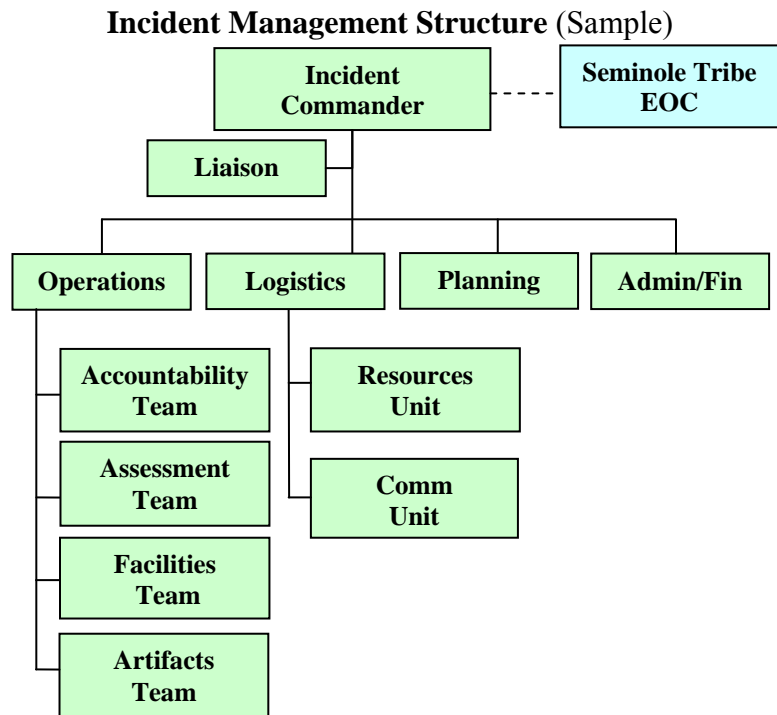 Incident Management Structure (Sample)
Incident
Commander
Seminole Tribe
EOC
Liaison
Operations
Logistics
Planning
Admin/Fin
Accountability
Team
Resources
Unit
Assessment
Team
Comm
Unit
Facilities
Team
Artifacts
Team